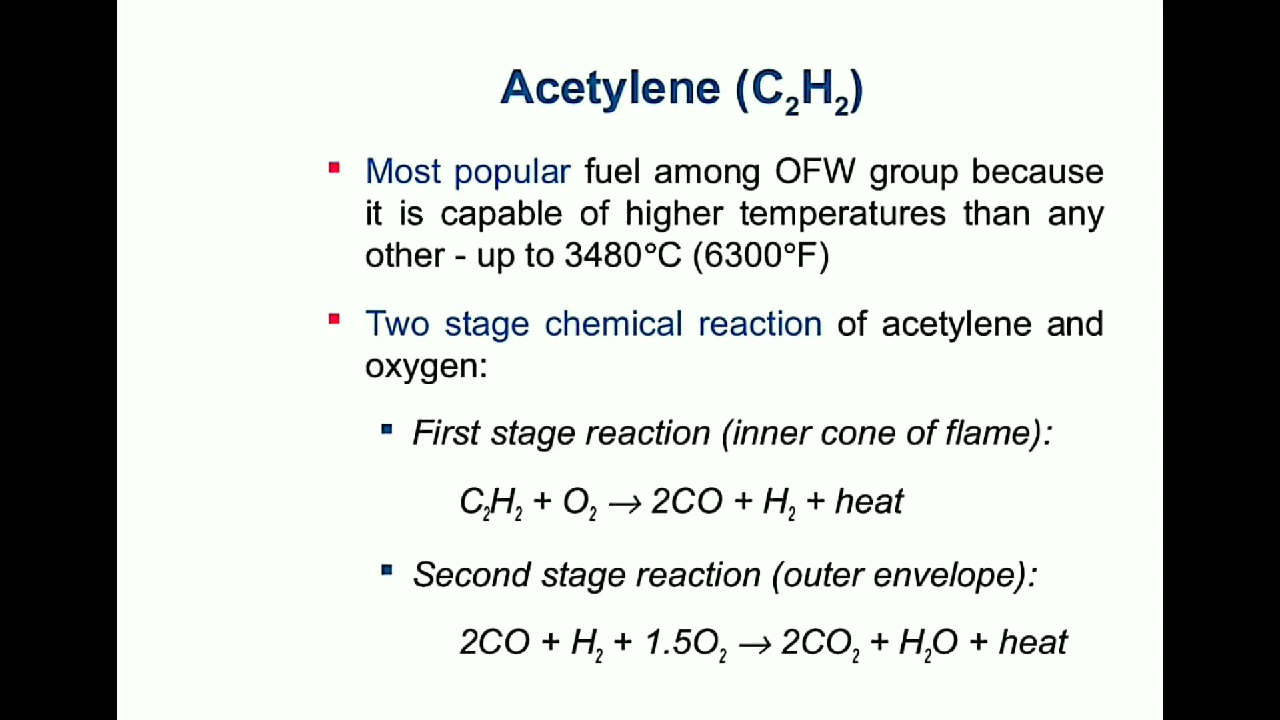 Acetylene (C₂H₂)
Most popular fuel among OFW group because
it is capable of higher temperatures than any
other - up to 3480°C (6300°F)
Two stage chemical reaction of acetylene and
oxygen:
First stage reaction (inner cone of flame):
C₂H₂ + O₂ → 2CO + H₂ + heat
Second stage reaction (outer envelope):
2CO + H₂ + 1.5O₂ → 2CO₂ + H₂O + heat